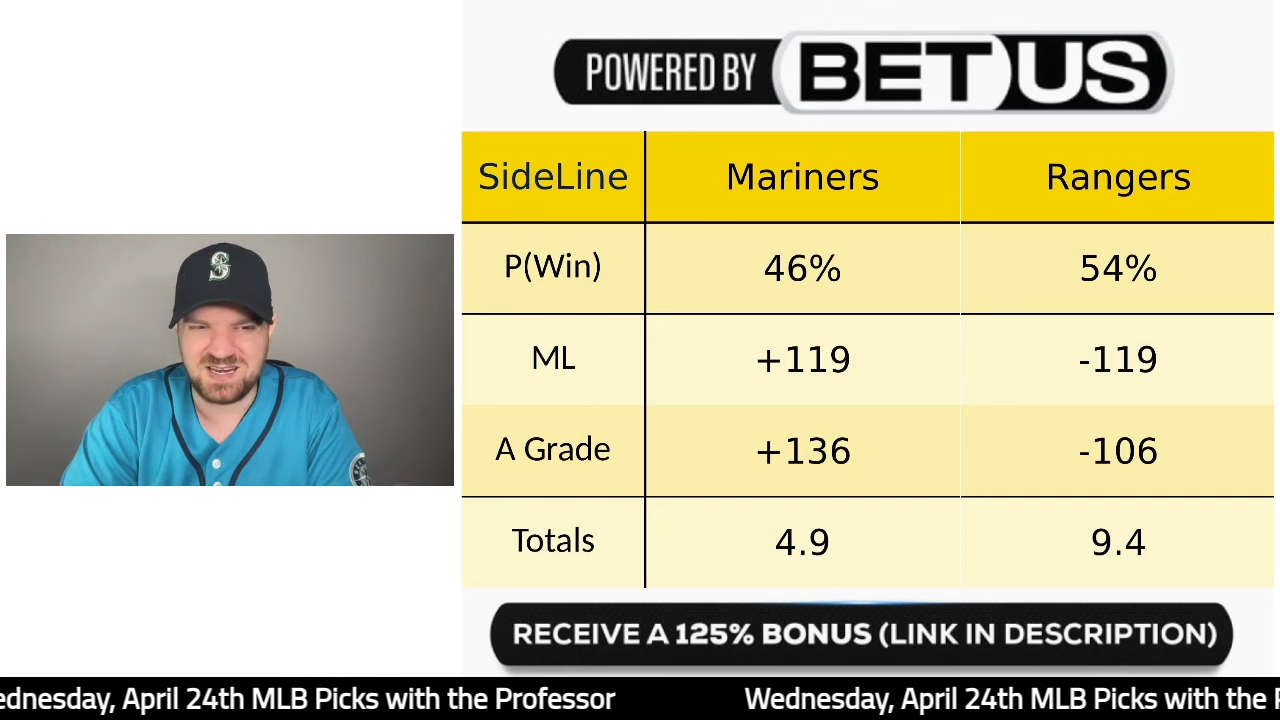 POWERED BY BETUS
SideLine Mariners Rangers
P(Win) 46% 54%
ML +119 -119
A Grade +136 -106
Totals 4.9 9.4
RECEIVE A 125% BONUS (LINK IN DESCRIPTION)
ednesday, April 24th MLB Picks with the Professor Wednesday, April 24th MLB Picks with the
S